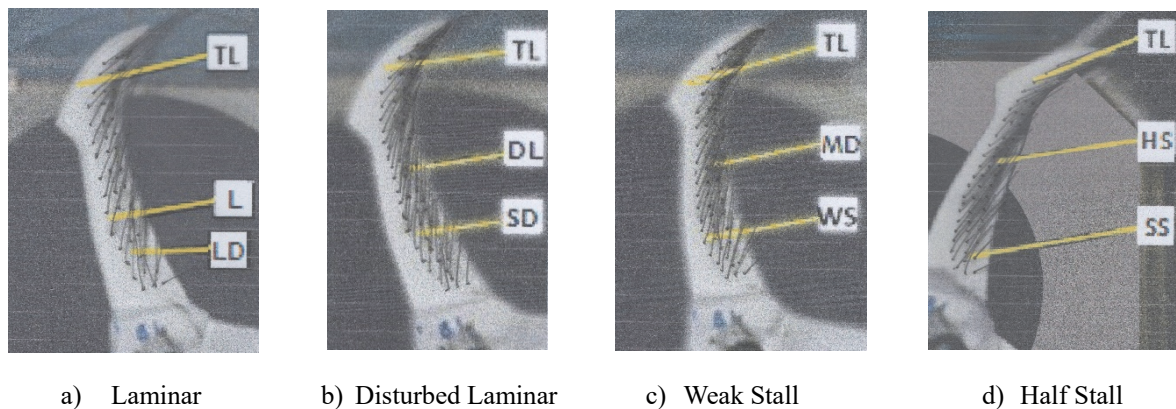 TL
L
LD
TL
DL
SD
TL
MD
WS
TL
HS
SS
a) Laminar
b) Disturbed Laminar
c) Weak Stall
d) Half Stall